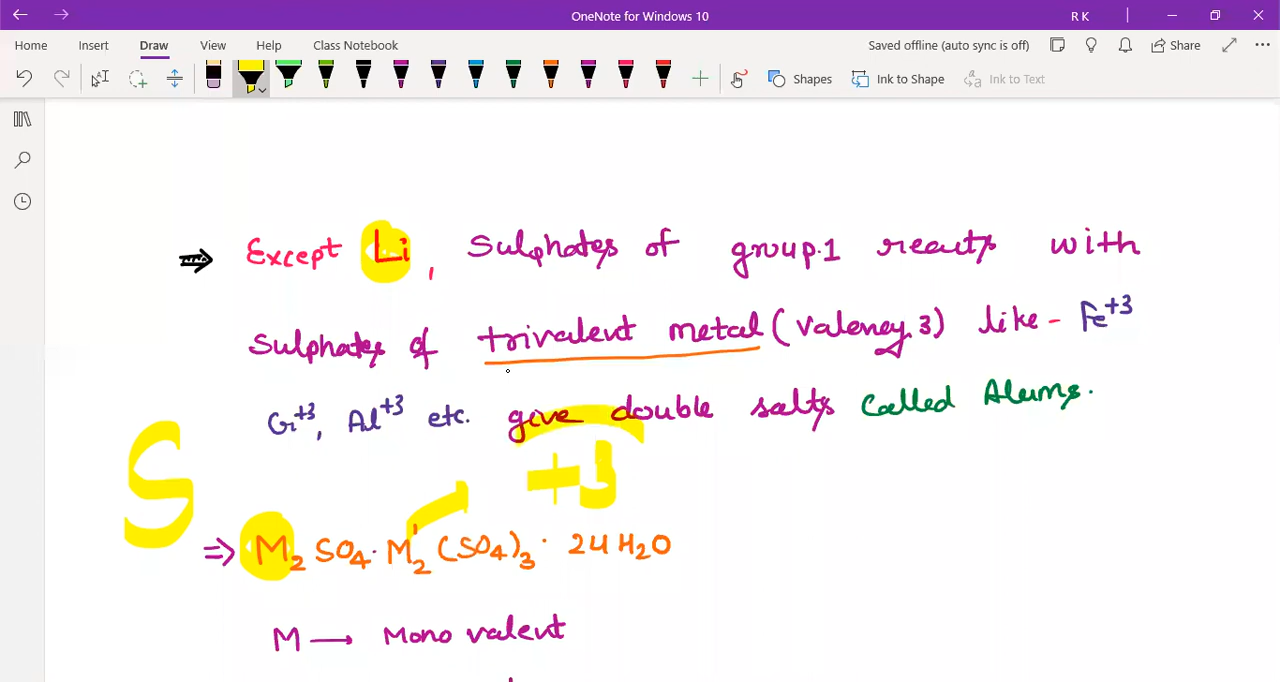 OneNote for Windows 10
R K
Home Insert Draw View Help Class Notebook
Saved offline (auto sync is off) Share
Shapes Ink to Shape Ink to Text
Except Li, Sulphates of group.1 reacts with
Sulphates of trivalent metal (Valency 3) like - Fe+3
Cr+3, Al+3 etc. give double salts Called Alums.
S
+3
⇒ M2 SO4 · M'2 (SO4)3 · 24 H2O
M → Mono valent